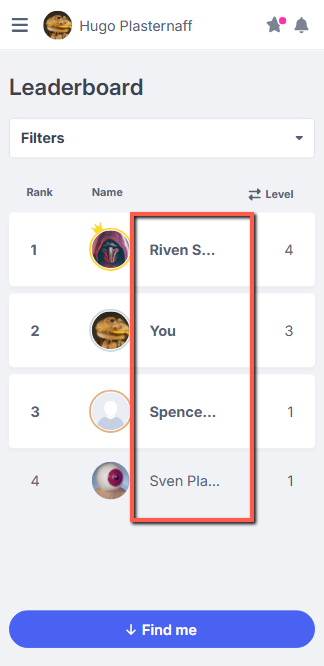 Hugo Plasternaff
Leaderboard
Filters
Rank Name Level
1 Riven S... 4
2 You 3
3 Spence... 1
4 Sven Pla... 1
Find me